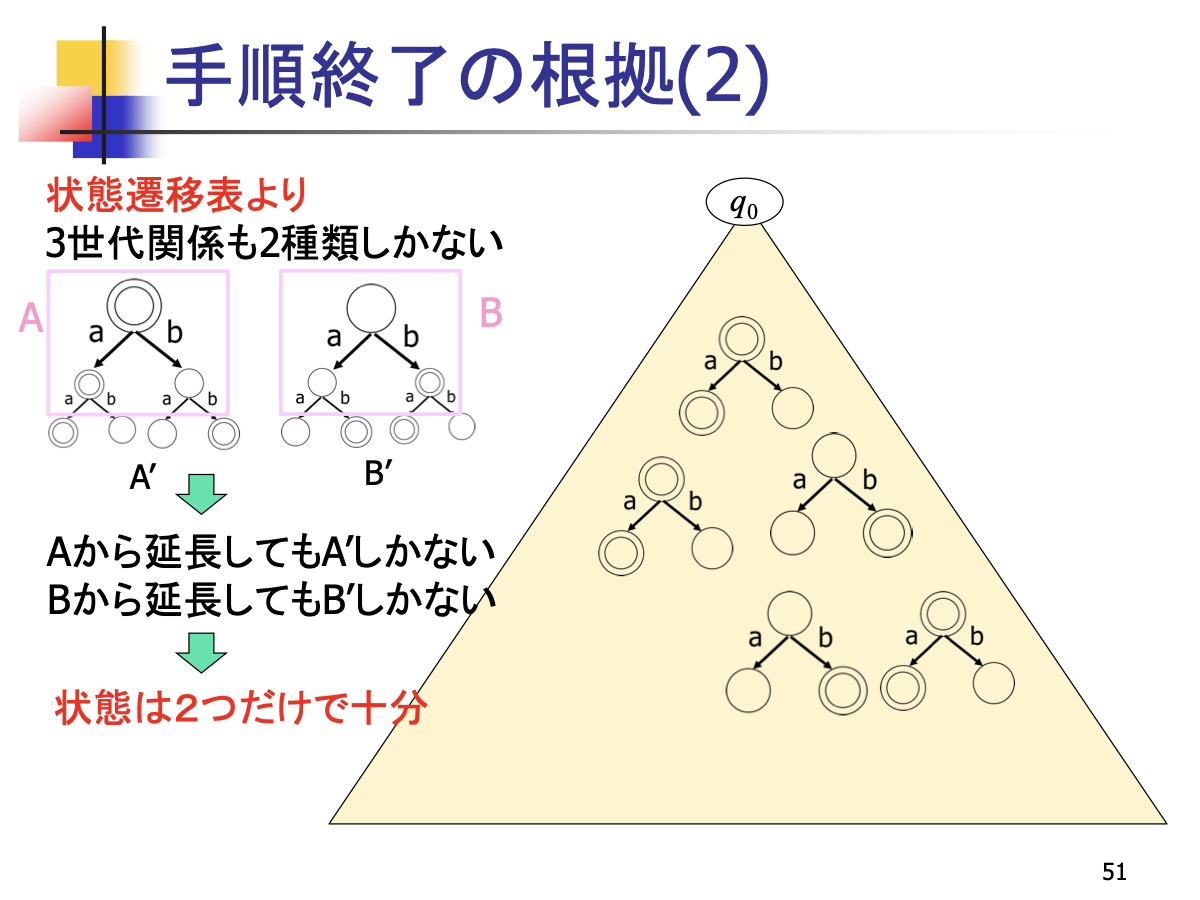 手順終了の根拠(2)
状態遷移表より
3世代関係も2種類しかない
A
a b
a b a b
A′
B
a b
a b a b
B′
Aから延長してもA′しかない
Bから延長してもB′しかない
状態は２つだけで十分
q0
a b
a b
a b
a b
a b
51